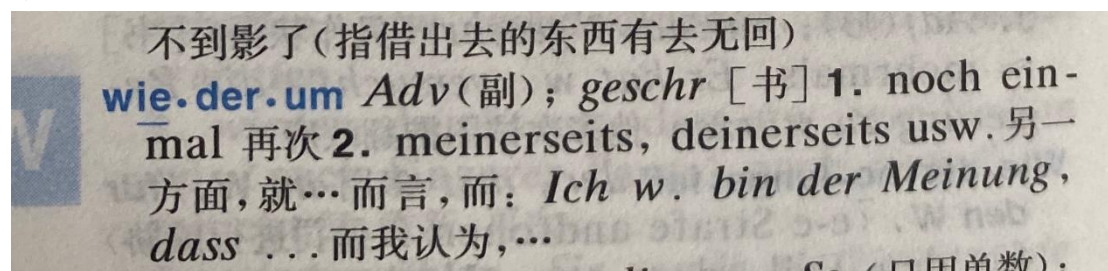 不到影了(指借出去的东西有去无回)
wie·der·um Adv(副); geschr [书] 1. noch ein-
mal 再次 2. meinerseits, deinerseits usw. 另一
方面,就…而言,而: Ich w. bin der Meinung,
dass ... 而我认为,…
W